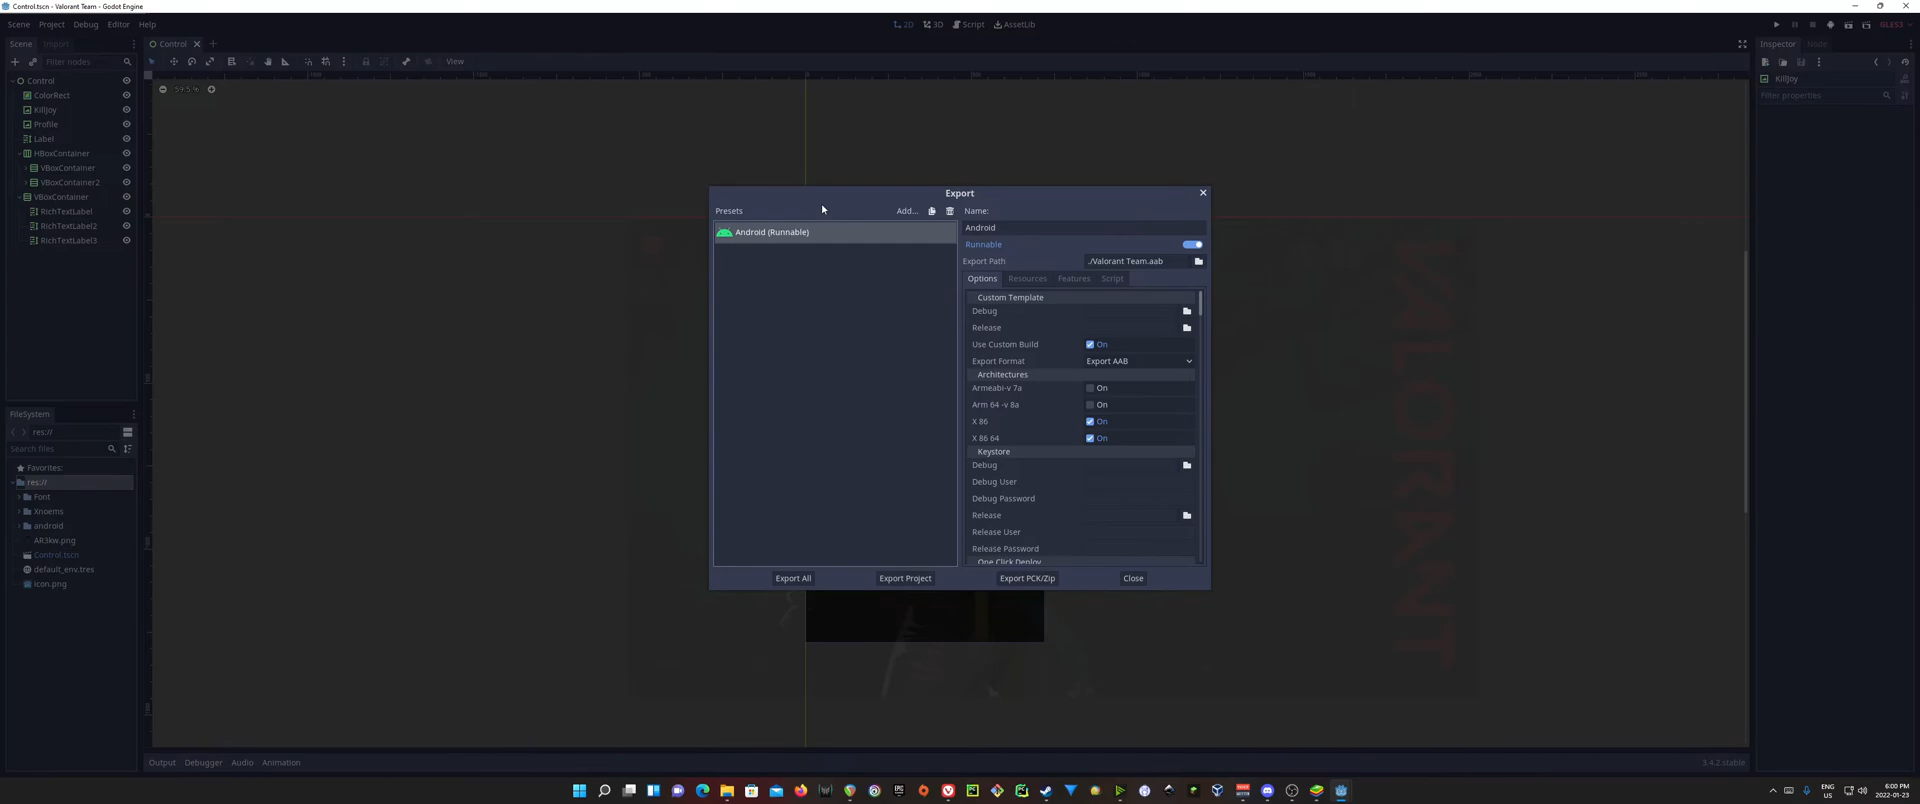 Control.tscn - Valorant Team - Godot Engine
Scene Project Debug Editor Help
2D 3D Script AssetLib
GLES3
Scene Import
Filter nodes
Control
ColorRect
KillJoy
Profile
Label
HBoxContainer
VBoxContainer
VBoxContainer2
VBoxContainer
RichTextLabel
RichTextLabel2
RichTextLabel3
FileSystem
res://
Search files
Favorites:
res://
Font
Xnoems
android
AR3kw.png
Control.tscn
default_env.tres
icon.png
Control
View
59.5 %
VALORANT
Export
Presets
Add...
Android (Runnable)
Name:
Android
Runnable
Export Path ./Valorant Team.aab
Options Resources Features Script
Custom Template
Debug
Release
Use Custom Build On
Export Format Export AAB
Architectures
Armeabi-v 7a On
Arm 64 -v 8a On
X 86 On
X 86 64 On
Keystore
Debug
Debug User
Debug Password
Release
Release User
Release Password
One Click Deploy
Export All Export Project Export PCK/Zip Close
Inspector Node
KillJoy
Filter properties
Output Debugger Audio Animation
3.4.2.stable
ENG
US
6:00 PM
2022-01-23